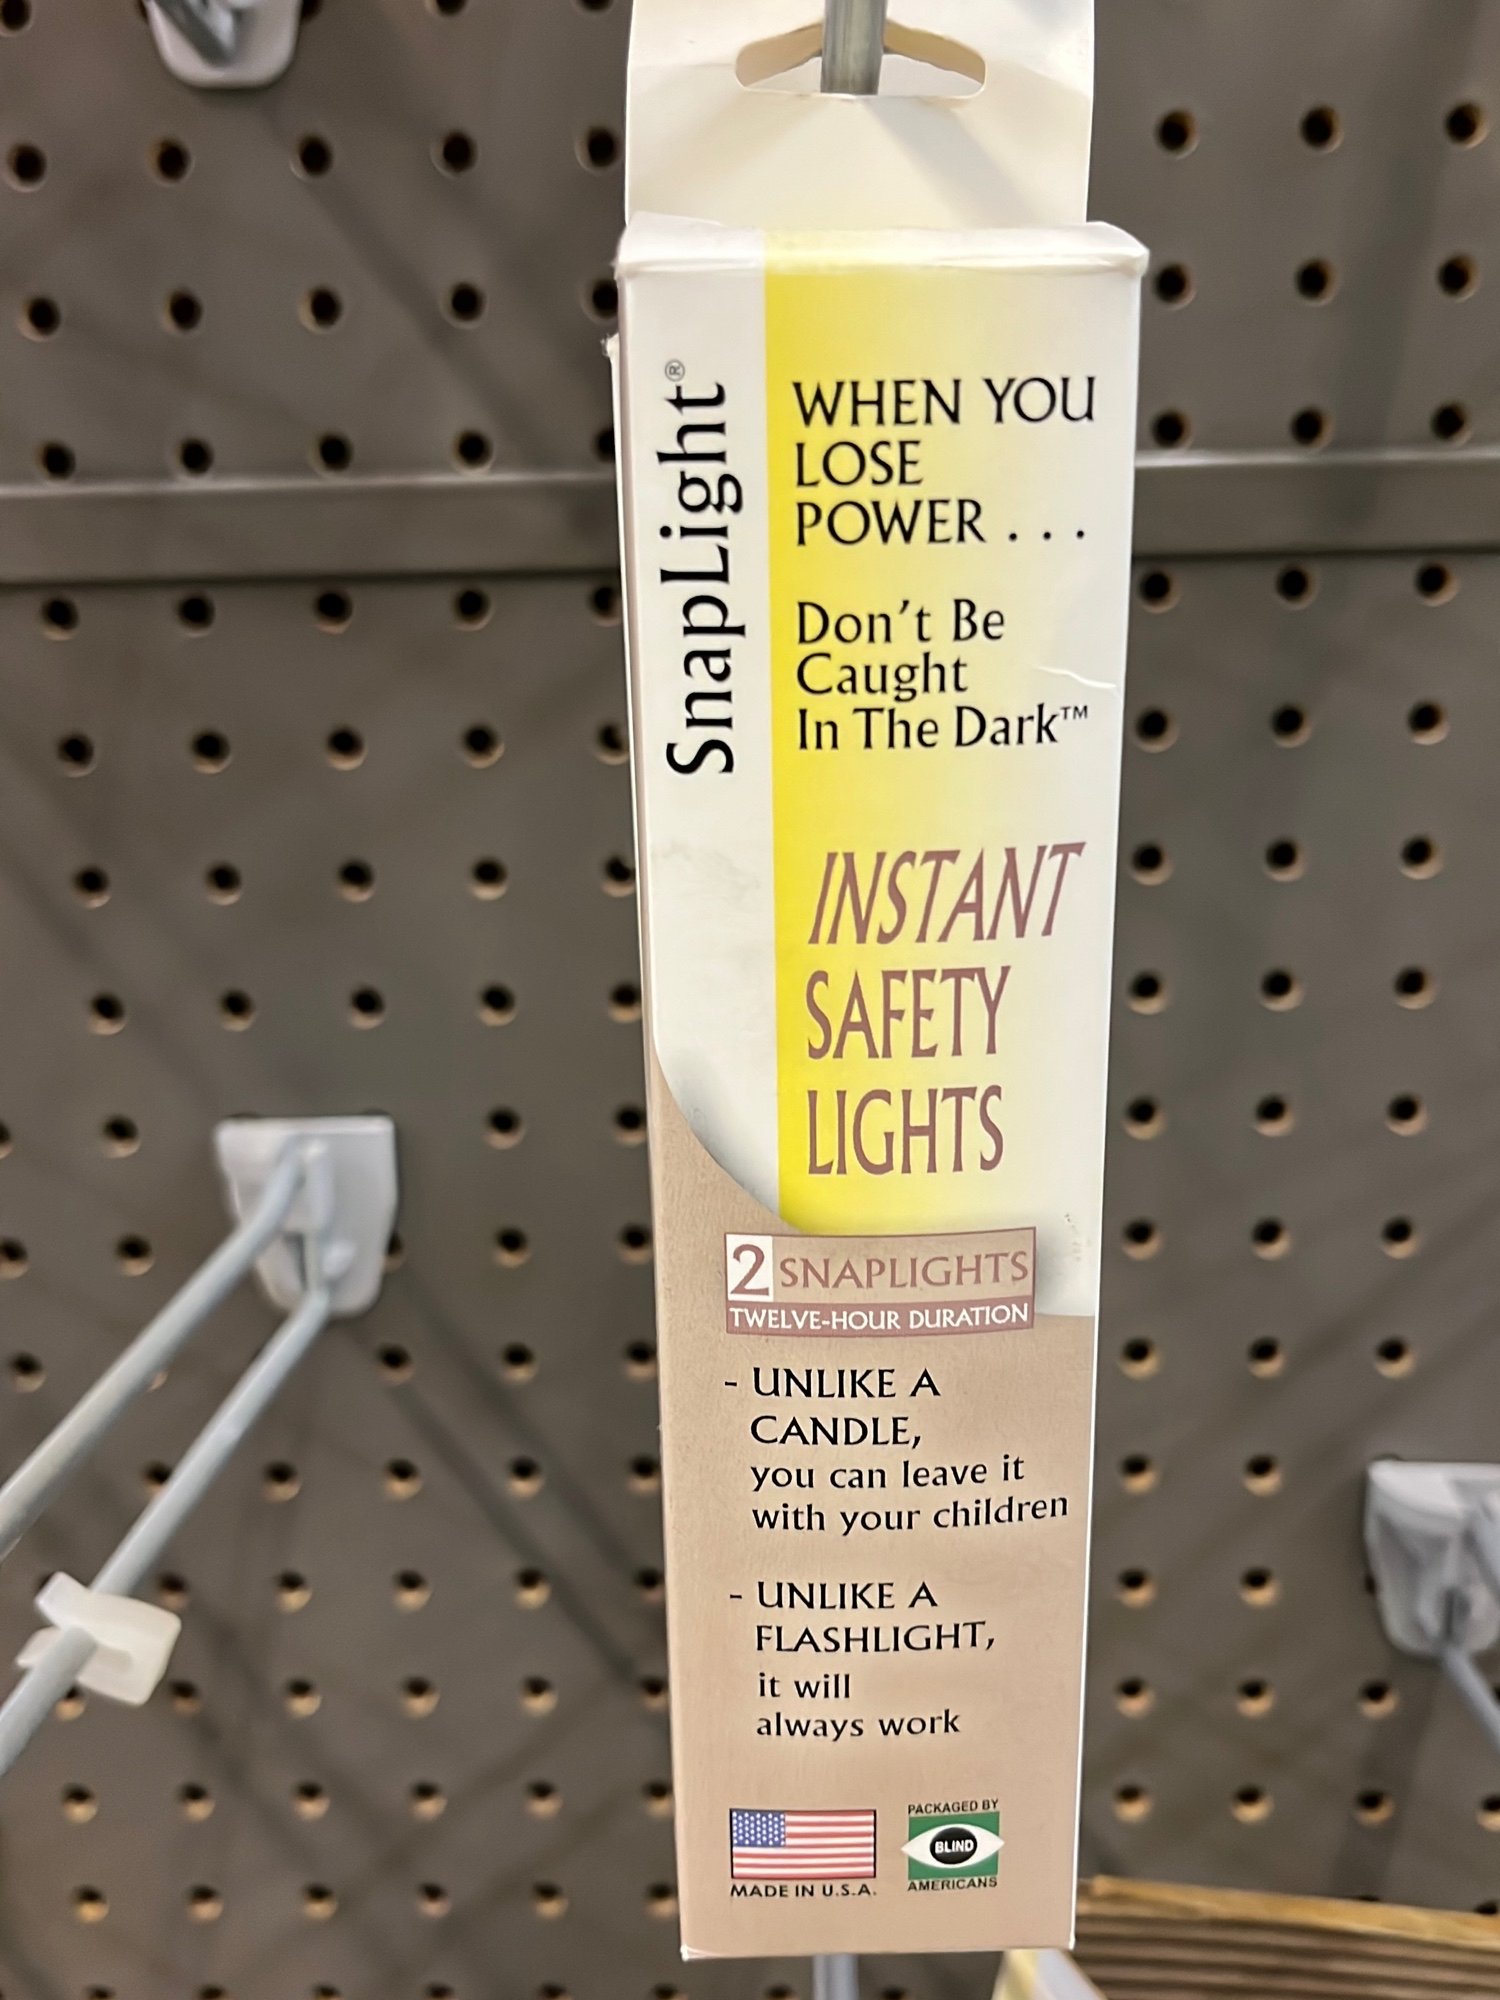 SnapLight®
WHEN YOU
LOSE
POWER . . .
Don't Be
Caught
In The Dark™
INSTANT
SAFETY
LIGHTS
2 SNAPLIGHTS
TWELVE-HOUR DURATION
- UNLIKE A
CANDLE,
you can leave it
with your children
- UNLIKE A
FLASHLIGHT,
it will
always work
MADE IN U.S.A.
PACKAGED BY
BLIND
AMERICANS